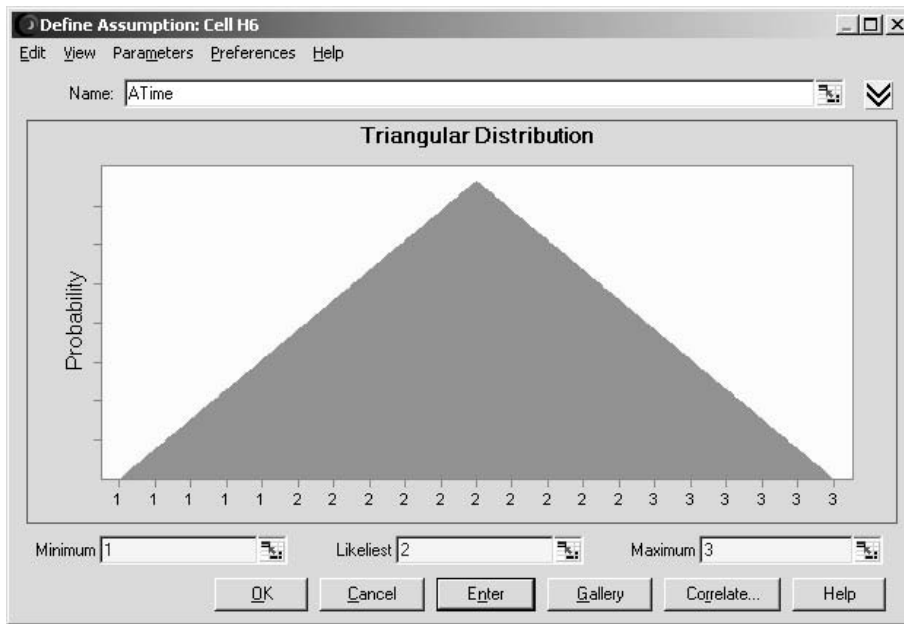 Define Assumption: Cell H6
Edit View Parameters Preferences Help
Name: ATime
Triangular Distribution
Probability
1 1 1 1 1 2 2 2 2 2 2 2 2 2 2 3 3 3 3 3 3
Minimum 1 Likeliest 2 Maximum 3
OK Cancel Enter Gallery Correlate... Help